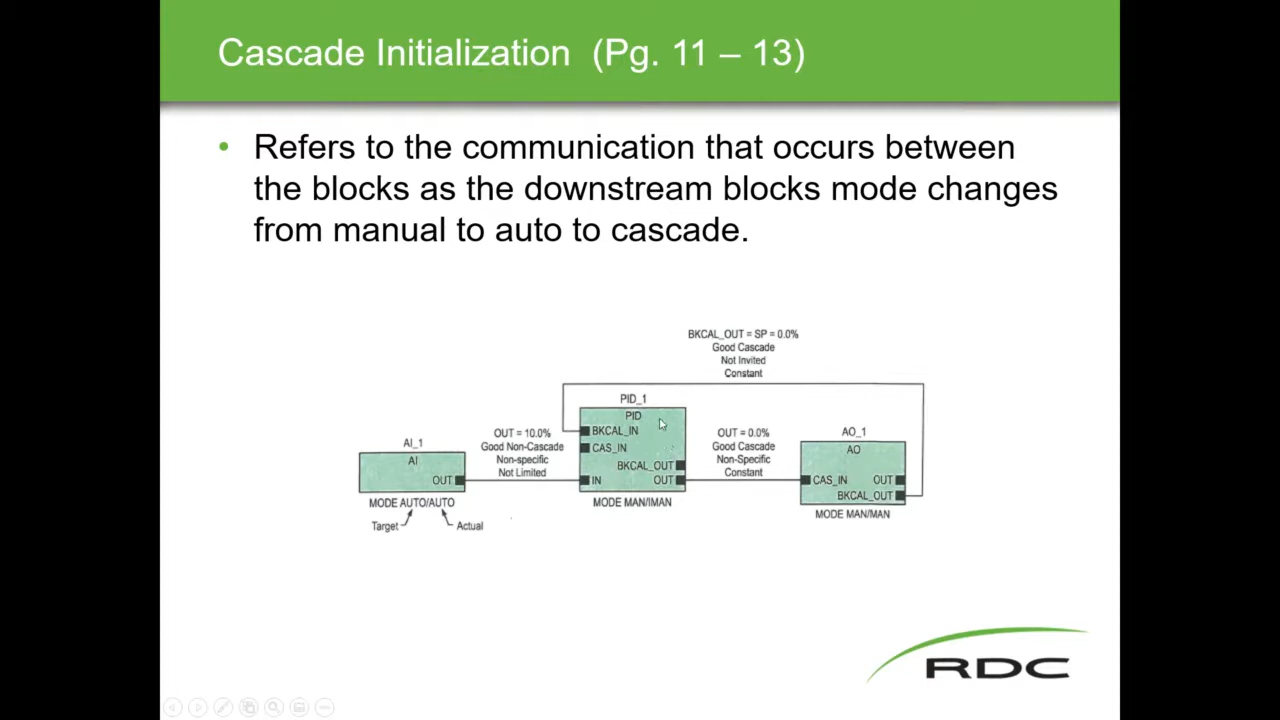 Cascade Initialization (Pg. 11 – 13)
• Refers to the communication that occurs between
the blocks as the downstream blocks mode changes
from manual to auto to cascade.
BKCAL_OUT = SP = 0.0%
Good Cascade
Not Invited
Constant
PID_1
PID
BKCAL_IN
CAS_IN
BKCAL_OUT
IN OUT
MODE MAN/IMAN
AI_1
AI
OUT
MODE AUTO/AUTO
Target Actual
OUT = 10.0%
Good Non-Cascade
Non-specific
Not Limited
OUT = 0.0%
Good Cascade
Non-Specific
Constant
AO_1
AO
CAS_IN OUT
BKCAL_OUT
MODE MAN/MAN
RDC